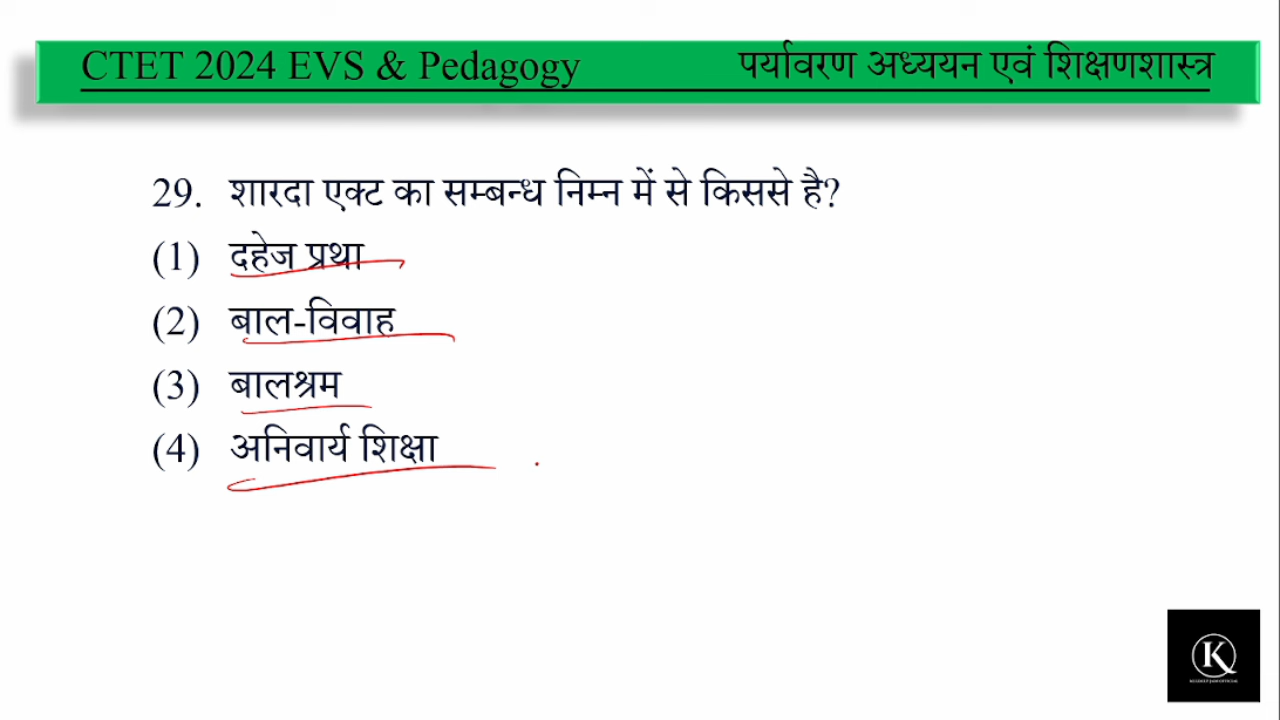 CTET 2024 EVS & Pedagogy पर्यावरण अध्ययन एवं शिक्षणशास्त्र
29. शारदा एक्ट का सम्बन्ध निम्न में से किससे है?
(1) दहेज प्रथा
(2) बाल-विवाह
(3) बालश्रम
(4) अनिवार्य शिक्षा
K